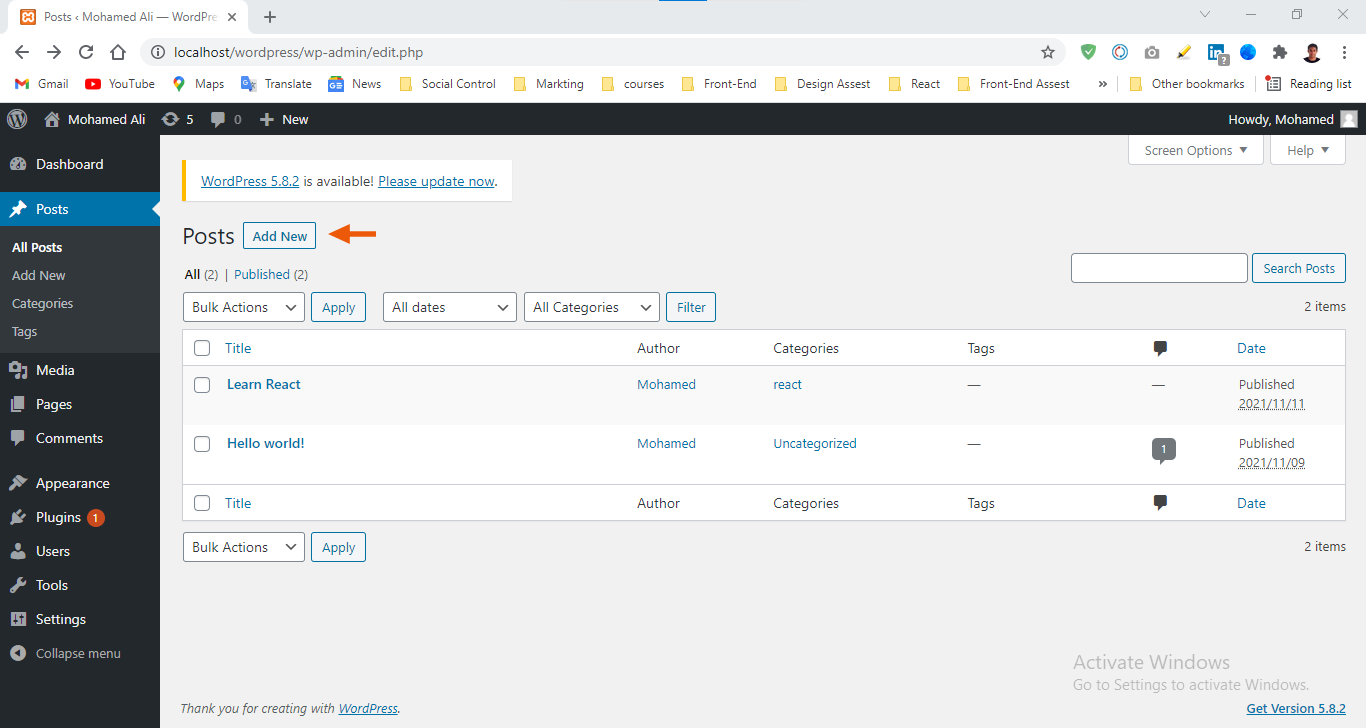 Posts ‹ Mohamed Ali — WordPre
localhost/wordpress/wp-admin/edit.php
Gmail YouTube Maps Translate News Social Control Markting courses Front-End Design Assest React Front-End Assest » Other bookmarks Reading list
Mohamed Ali 5 0 New Howdy, Mohamed
Screen Options Help
Dashboard
Posts
All Posts
Add New
Categories
Tags
Media
Pages
Comments
Appearance
Plugins 1
Users
Tools
Settings
Collapse menu
WordPress 5.8.2 is available! Please update now.
Posts Add New
All (2) | Published (2)
Search Posts
Bulk Actions Apply All dates All Categories Filter 2 items
Title Author Categories Tags Date
Learn React Mohamed react — — Published
2021/11/11
Hello world! Mohamed Uncategorized — 1 Published
2021/11/09
Title Author Categories Tags Date
Bulk Actions Apply 2 items
Activate Windows
Go to Settings to activate Windows.
Thank you for creating with WordPress. Get Version 5.8.2